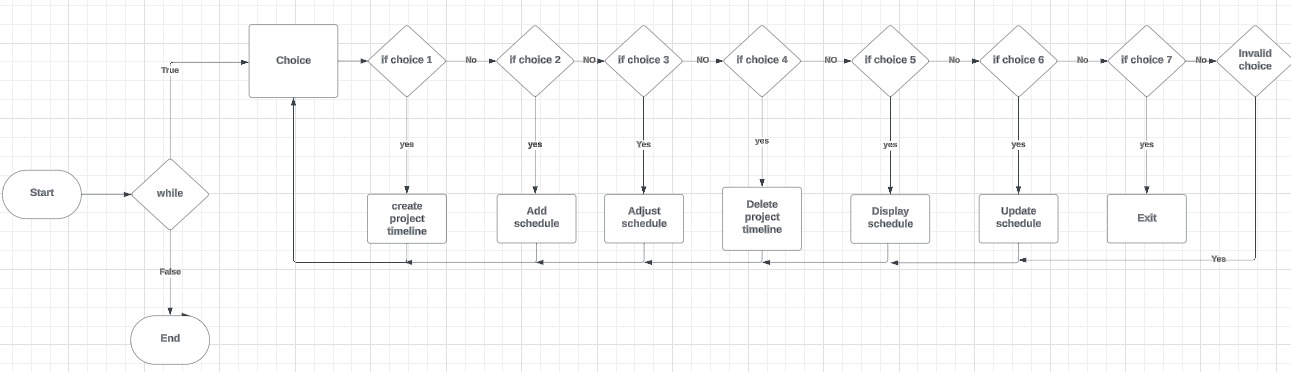 Choice
if choice 1
No
if choice 2
NO
if choice 3
NO
if choice 4
NO
if choice 5
No
if choice 6
No
if choice 7
No
Invalid
choice
True
yes
yes
Yes
yes
yes
yes
yes
Start
while
create
project
timeline
Add
schedule
Adjust
schedule
Delete
project
timeline
Display
schedule
Update
schedule
Exit
Yes
False
End